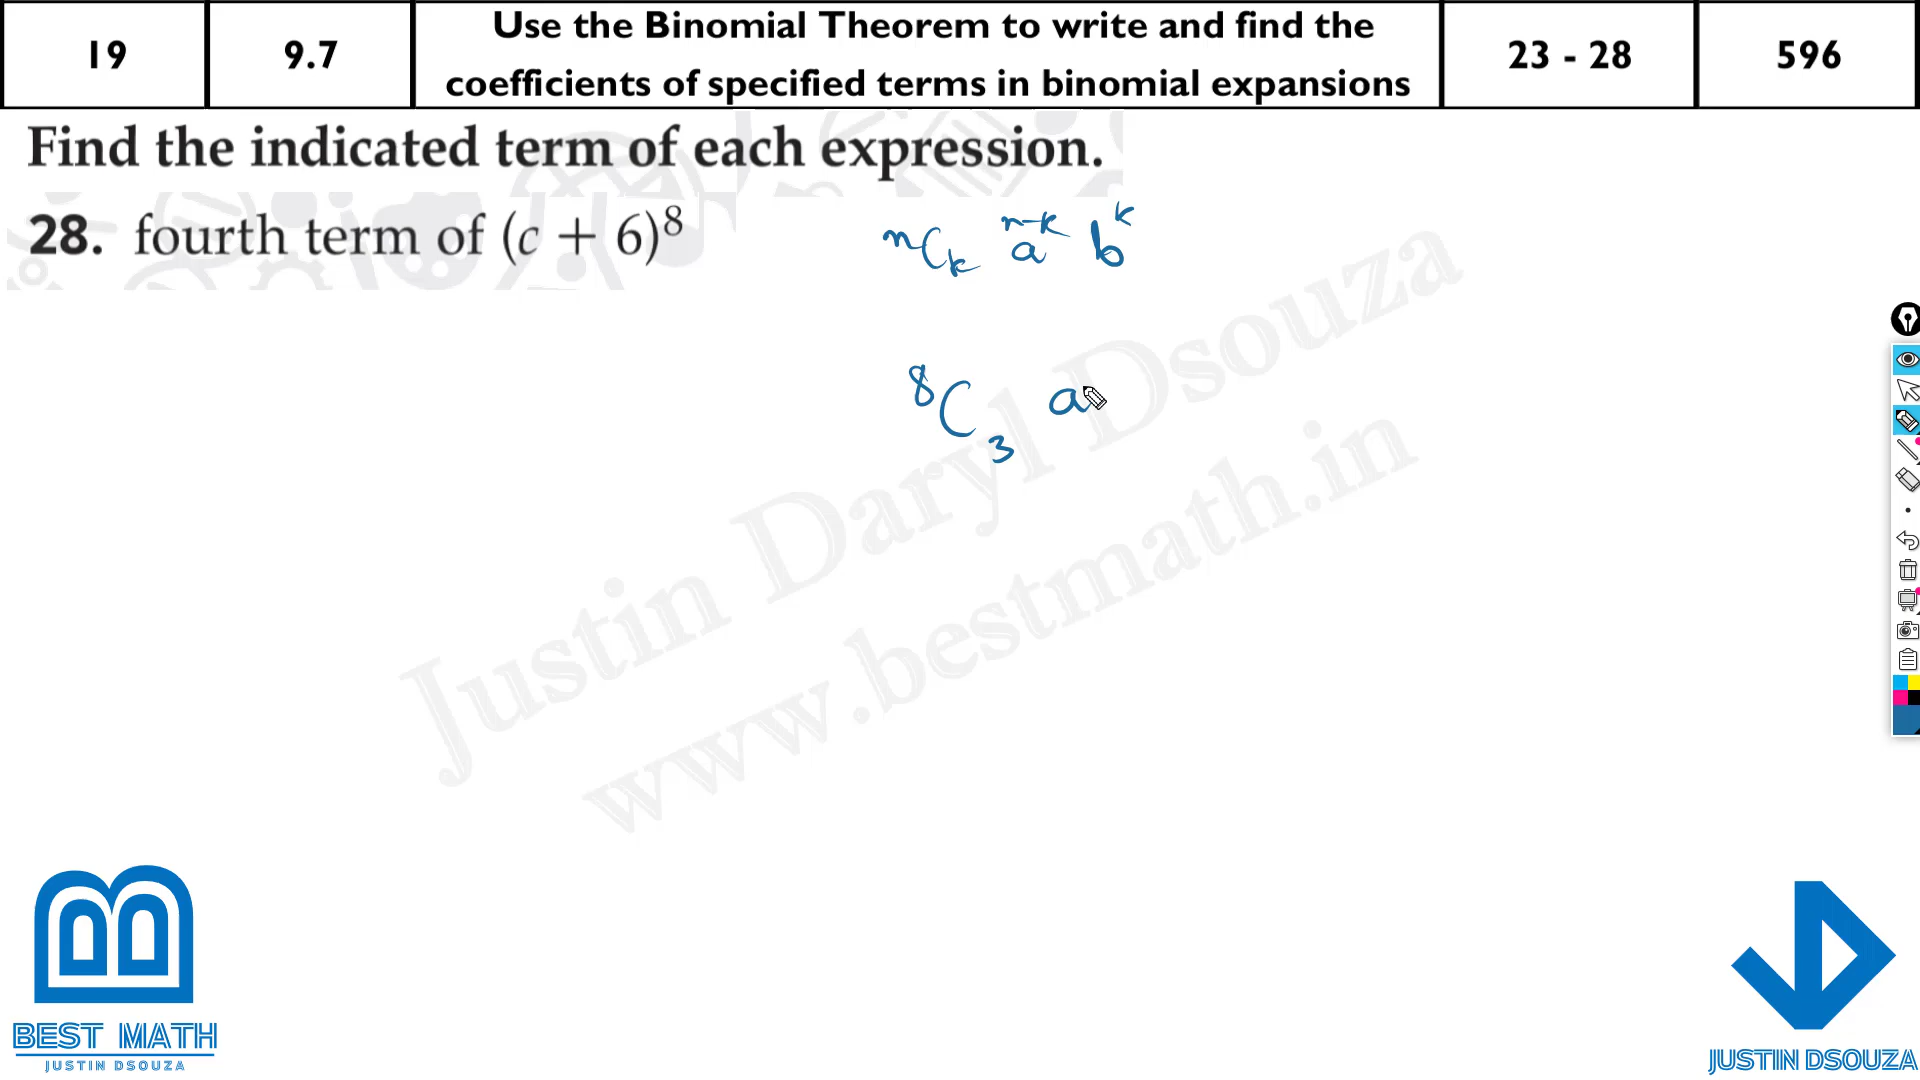 19
9.7
Use the Binomial Theorem to write and find the
coefficients of specified terms in binomial expansions
23 - 28
596
Find the indicated term of each expression.
28. fourth term of (c + 6)⁸
ⁿCₖ aⁿ⁻ᵏ bᵏ
⁸C₃ a
Justin Daryl Dsouza
www.bestmath.in
BEST MATH
JUSTIN DSOUZA
JUSTIN DSOUZA